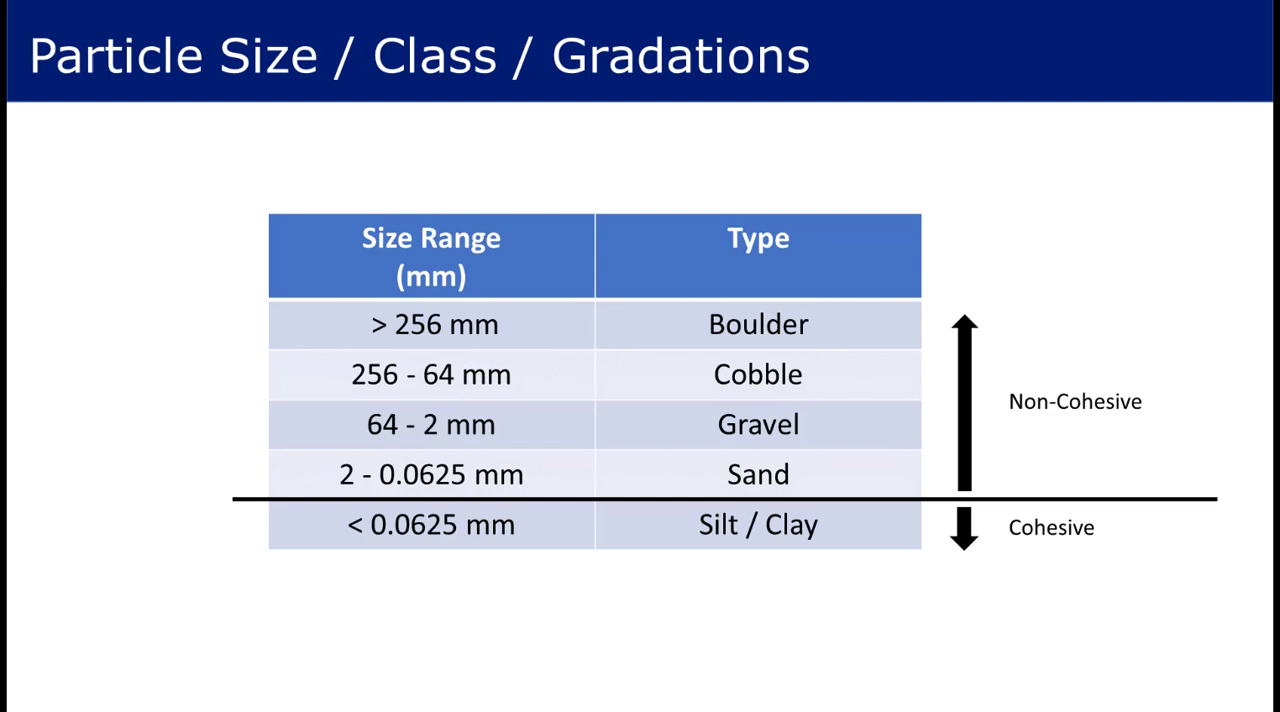 Particle Size / Class / Gradations
Size Range
(mm)
Type
> 256 mm
Boulder
256 - 64 mm
Cobble
64 - 2 mm
Gravel
2 - 0.0625 mm
Sand
< 0.0625 mm
Silt / Clay
Non-Cohesive
Cohesive